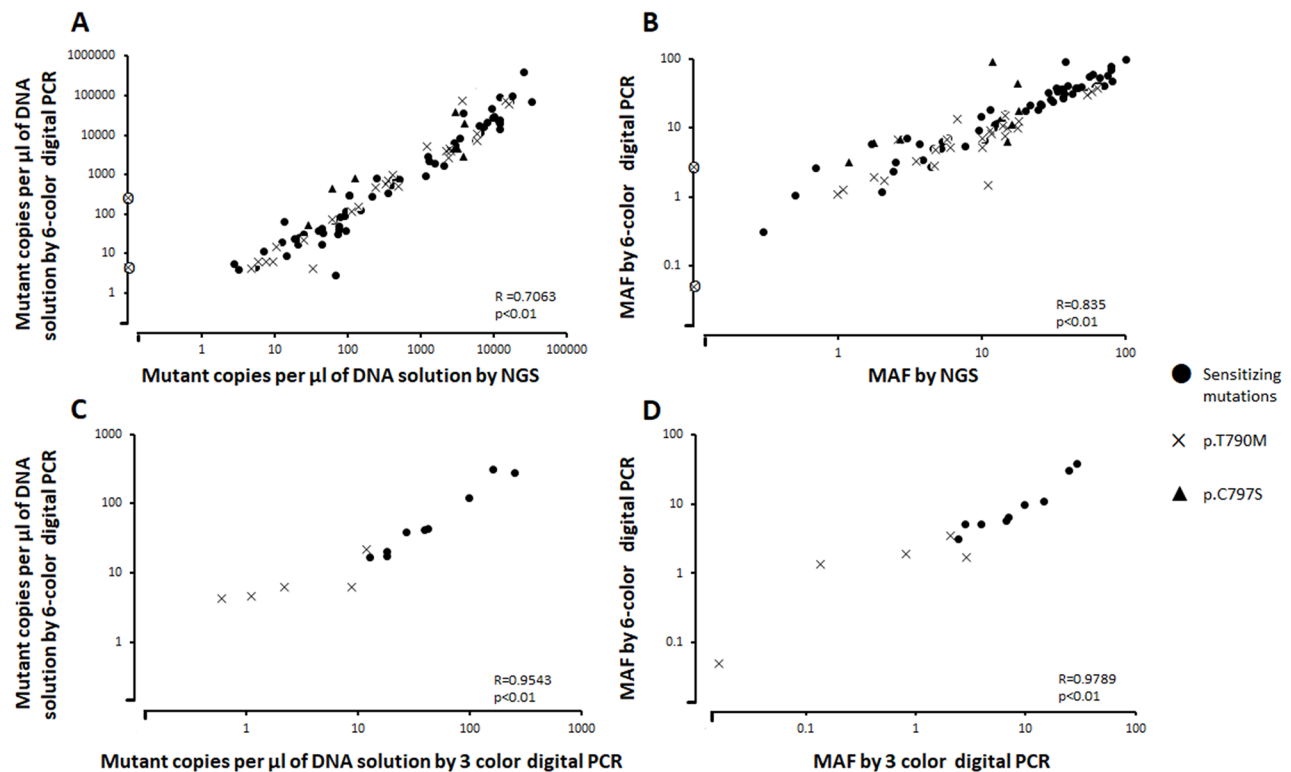 A
Mutant copies per µl of DNA
solution by 6-color digital PCR
1000000
100000
10000
1000
100
10
1
R =0.7063
p<0.01
1
10
100
1000
10000
100000
Mutant copies per µl of DNA solution by NGS
B
MAF by 6-color digital PCR
100
10
1
0.1
R=0.835
p<0.01
1
10
100
MAF by NGS
Sensitizing
mutations
p.T790M
p.C797S
C
Mutant copies per µl of DNA
solution by 6-color digital PCR
1000
100
10
1
R=0.9543
p<0.01
1
10
100
1000
Mutant copies per µl of DNA solution by 3 color digital PCR
D
MAF by 6-color digital PCR
100
10
1
0.1
R=0.9789
p<0.01
0.1
1
10
100
MAF by 3 color digital PCR